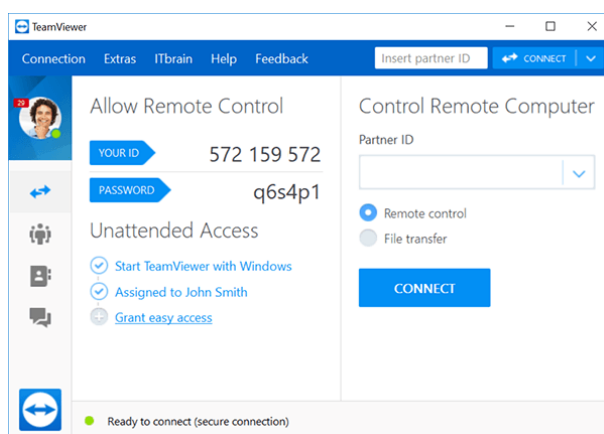 TeamViewer
Connection Extras ITbrain Help Feedback Insert partner ID CONNECT
29
Allow Remote Control
YOUR ID 572 159 572
PASSWORD q6s4p1
Unattended Access
Start TeamViewer with Windows
Assigned to John Smith
Grant easy access
Control Remote Computer
Partner ID
Remote control
File transfer
CONNECT
Ready to connect (secure connection)